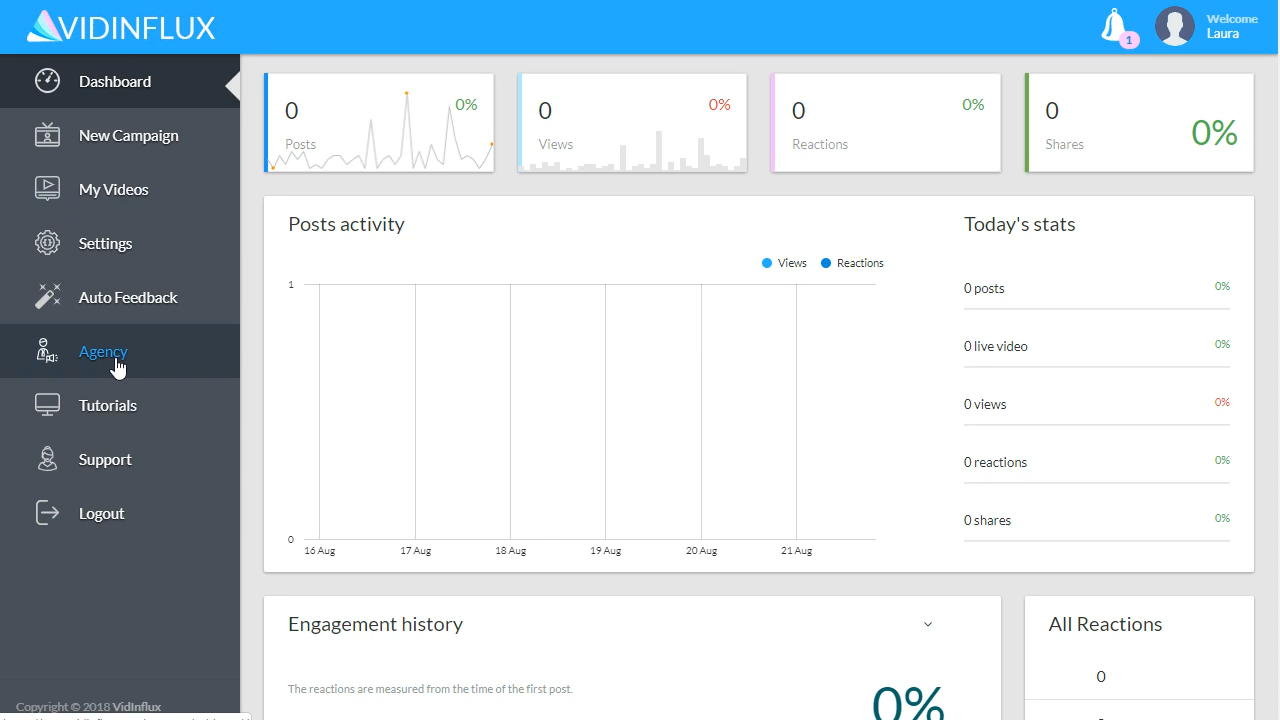 VIDINFLUX
1
Welcome
Laura
Dashboard
New Campaign
My Videos
Settings
Auto Feedback
Agency
Tutorials
Support
Logout
Copyright © 2018 VidInflux
0
0%
Posts
0
0%
Views
0
0%
Reactions
0
0%
Shares
Posts activity
Views
Reactions
1
0
16 Aug
17 Aug
18 Aug
19 Aug
20 Aug
21 Aug
Today's stats
0 posts
0%
0 live video
0%
0 views
0%
0 reactions
0%
0 shares
0%
Engagement history
The reactions are measured from the time of the first post.
0%
All Reactions
0